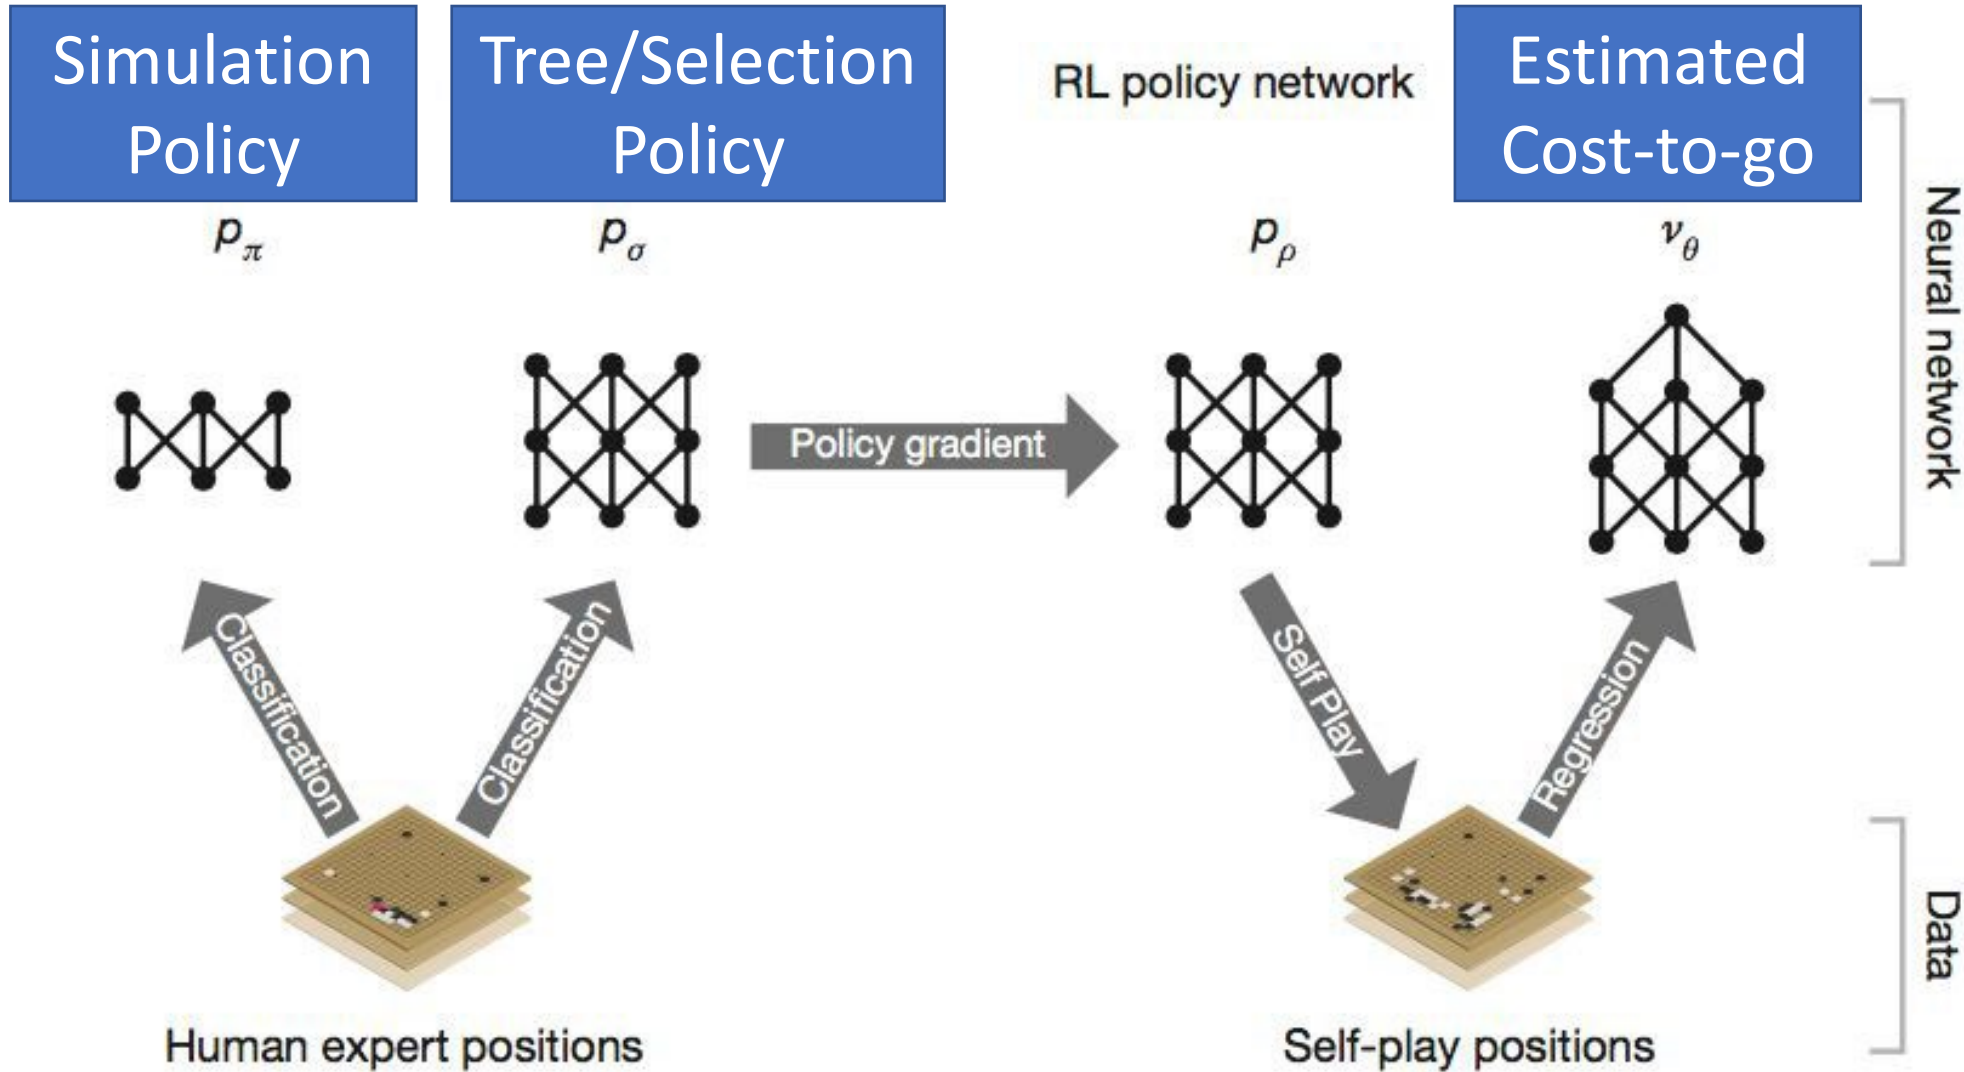 Simulation
Policy
Tree/Selection
Policy
RL policy network
Estimated
Cost-to-go
pπ
pσ
pρ
νθ
Neural network
Policy gradient
Classification
Classification
Self Play
Regression
Data
Human expert positions
Self-play positions